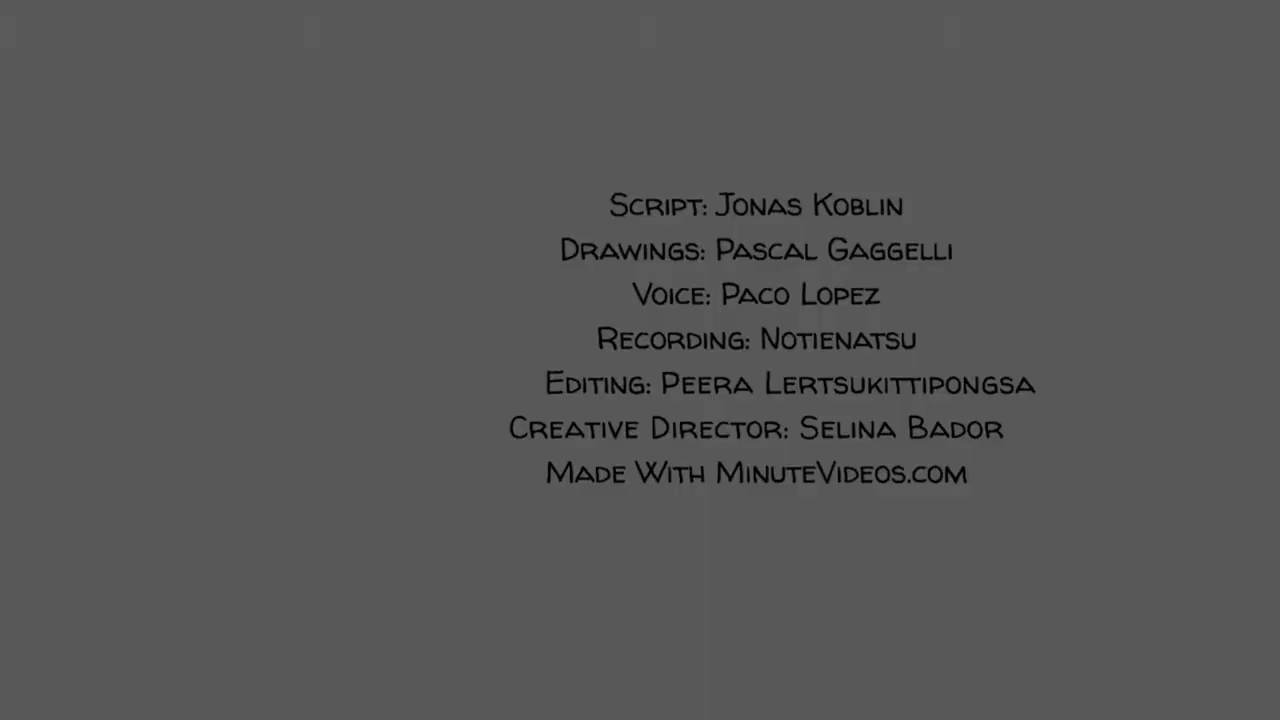 Script: Jonas Koblin
Drawings: Pascal Gaggelli
Voice: Paco Lopez
Recording: Notienatsu
Editing: Peera Lertsukittipongsa
Creative Director: Selina Bador
Made With MinuteVideos.com